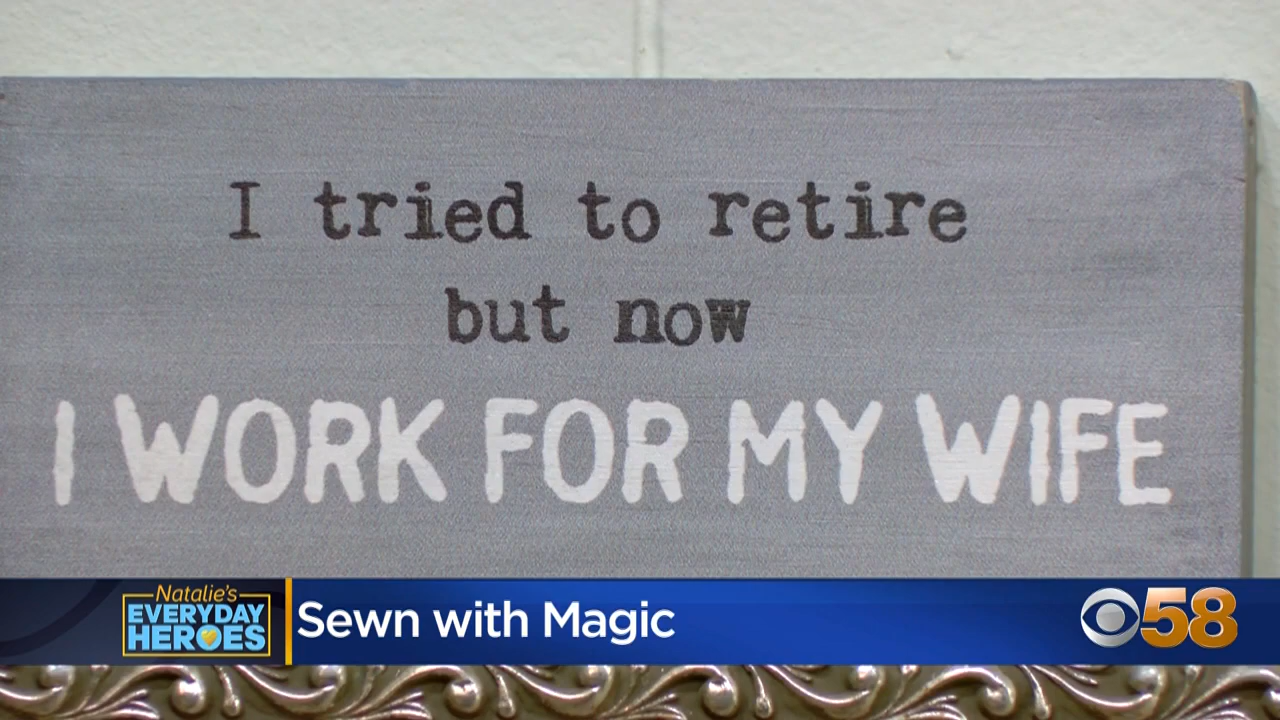 I tried to retire
but now
I WORK FOR MY WIFE
Natalie's
EVERYDAY
HEROES
Sewn with Magic
58